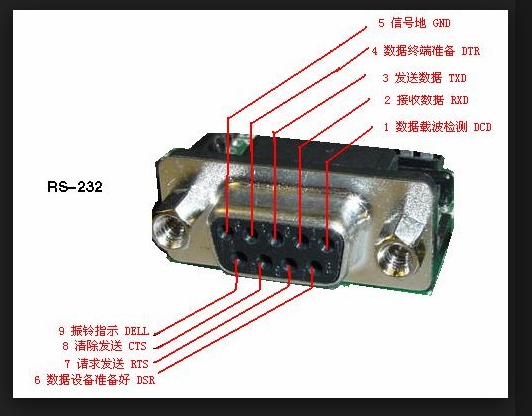 5 信号地 GND
4 数据终端准备 DTR
3 发送数据 TXD
2 接收数据 RXD
1 数据载波检测 DCD
RS-232
9 振铃指示 DELL
8 清除发送 CTS
7 请求发送 RTS
6 数据设备准备好 DSR